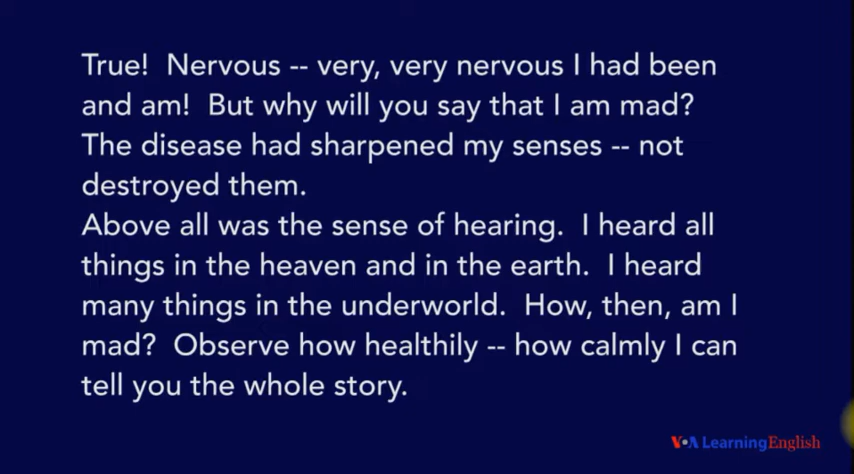 True!  Nervous -- very, very nervous I had been
and am!  But why will you say that I am mad?
The disease had sharpened my senses -- not
destroyed them.
Above all was the sense of hearing.  I heard all
things in the heaven and in the earth.  I heard
many things in the underworld.  How, then, am I
mad?  Observe how healthily -- how calmly I can
tell you the whole story.
VOA LearningEnglish